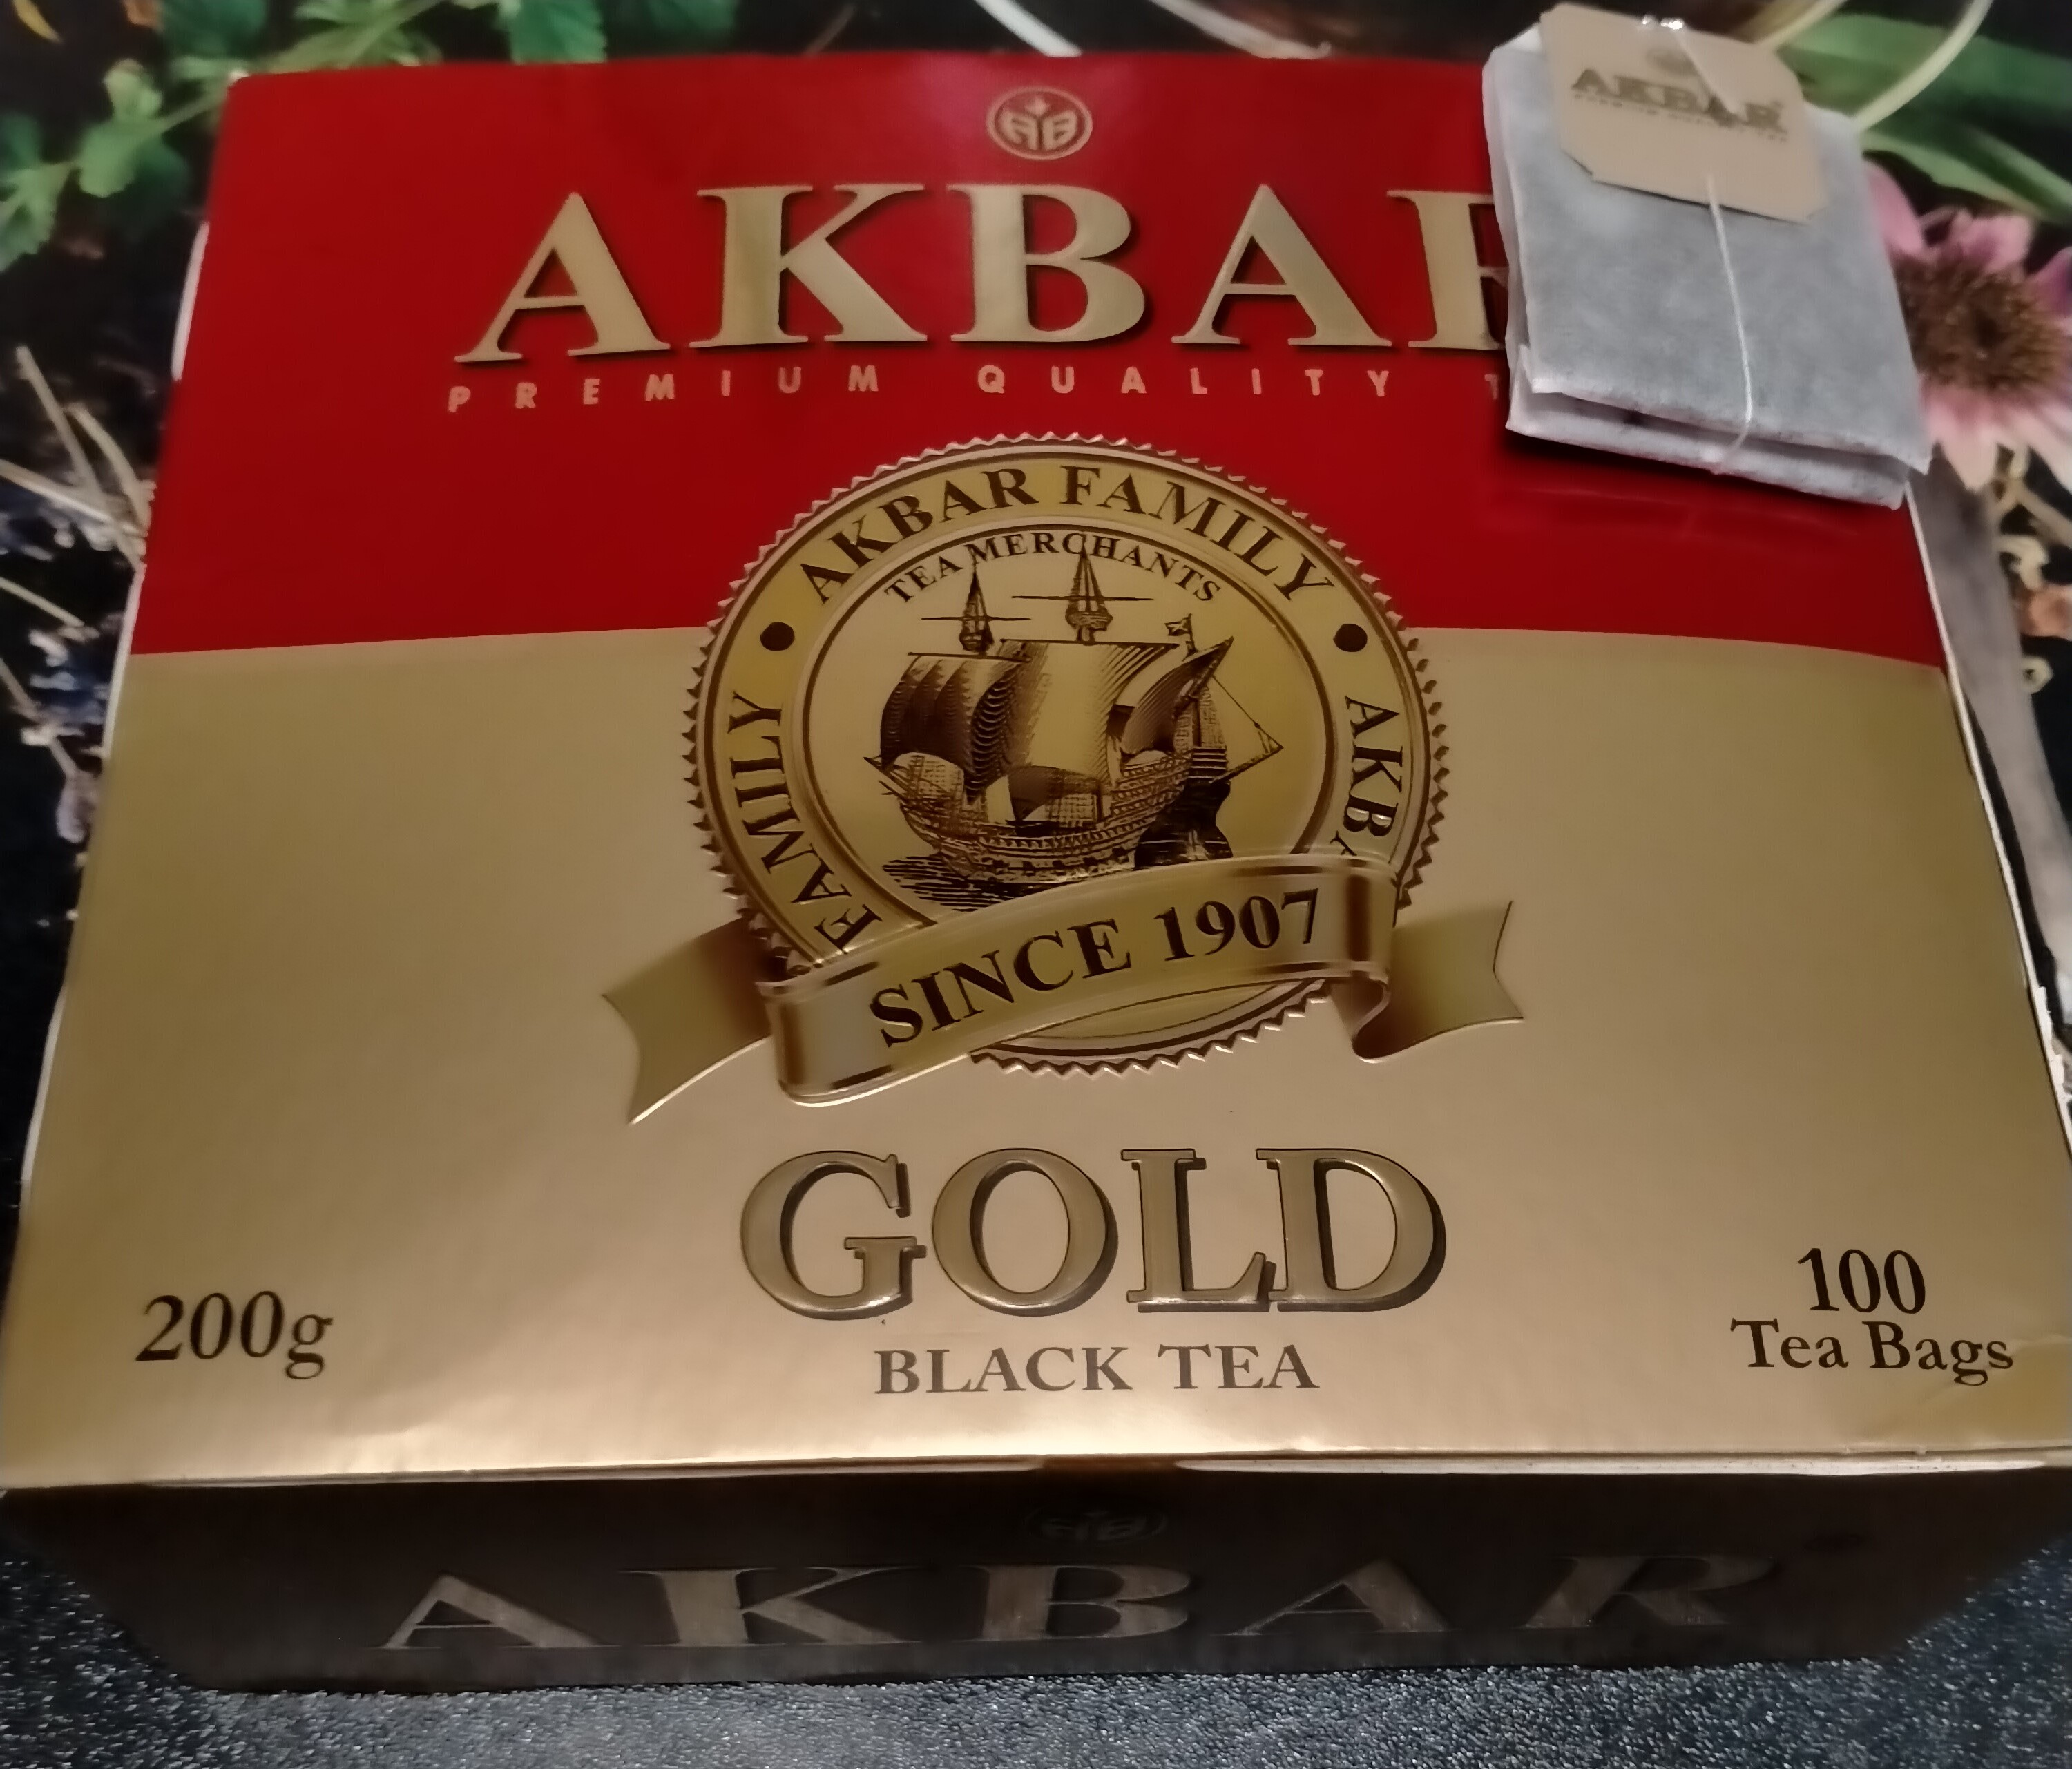 AKBAR
PREMIUM QUALITY
AKBAR
AKBAR FAMILY
TEA MERCHANTS
FAMILY
SINCE 1907
GOLD
BLACK TEA
200g
100
Tea Bags
AKBAR